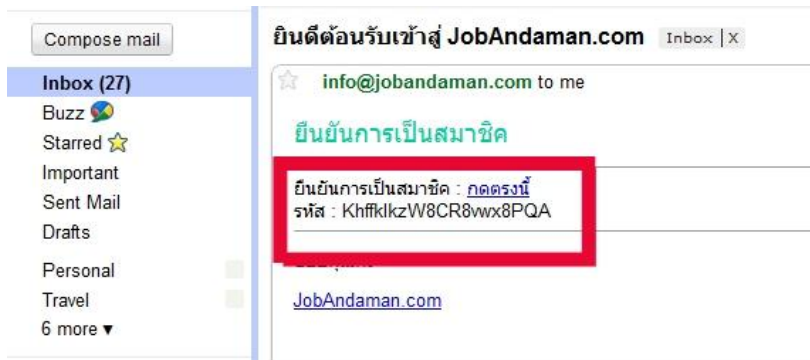 Compose mail
Inbox (27)
Buzz
Starred
Important
Sent Mail
Drafts
Personal
Travel
6 more ▾
ยินดีต้อนรับเข้าสู่ JobAndaman.com Inbox | X
info@jobandaman.com to me
ยืนยันการเป็นสมาชิค
ยืนยันการเป็นสมาชิค : กดตรงนี้
รหัส : KhffklkzW8CR8vwx8PQA
JobAndaman.com